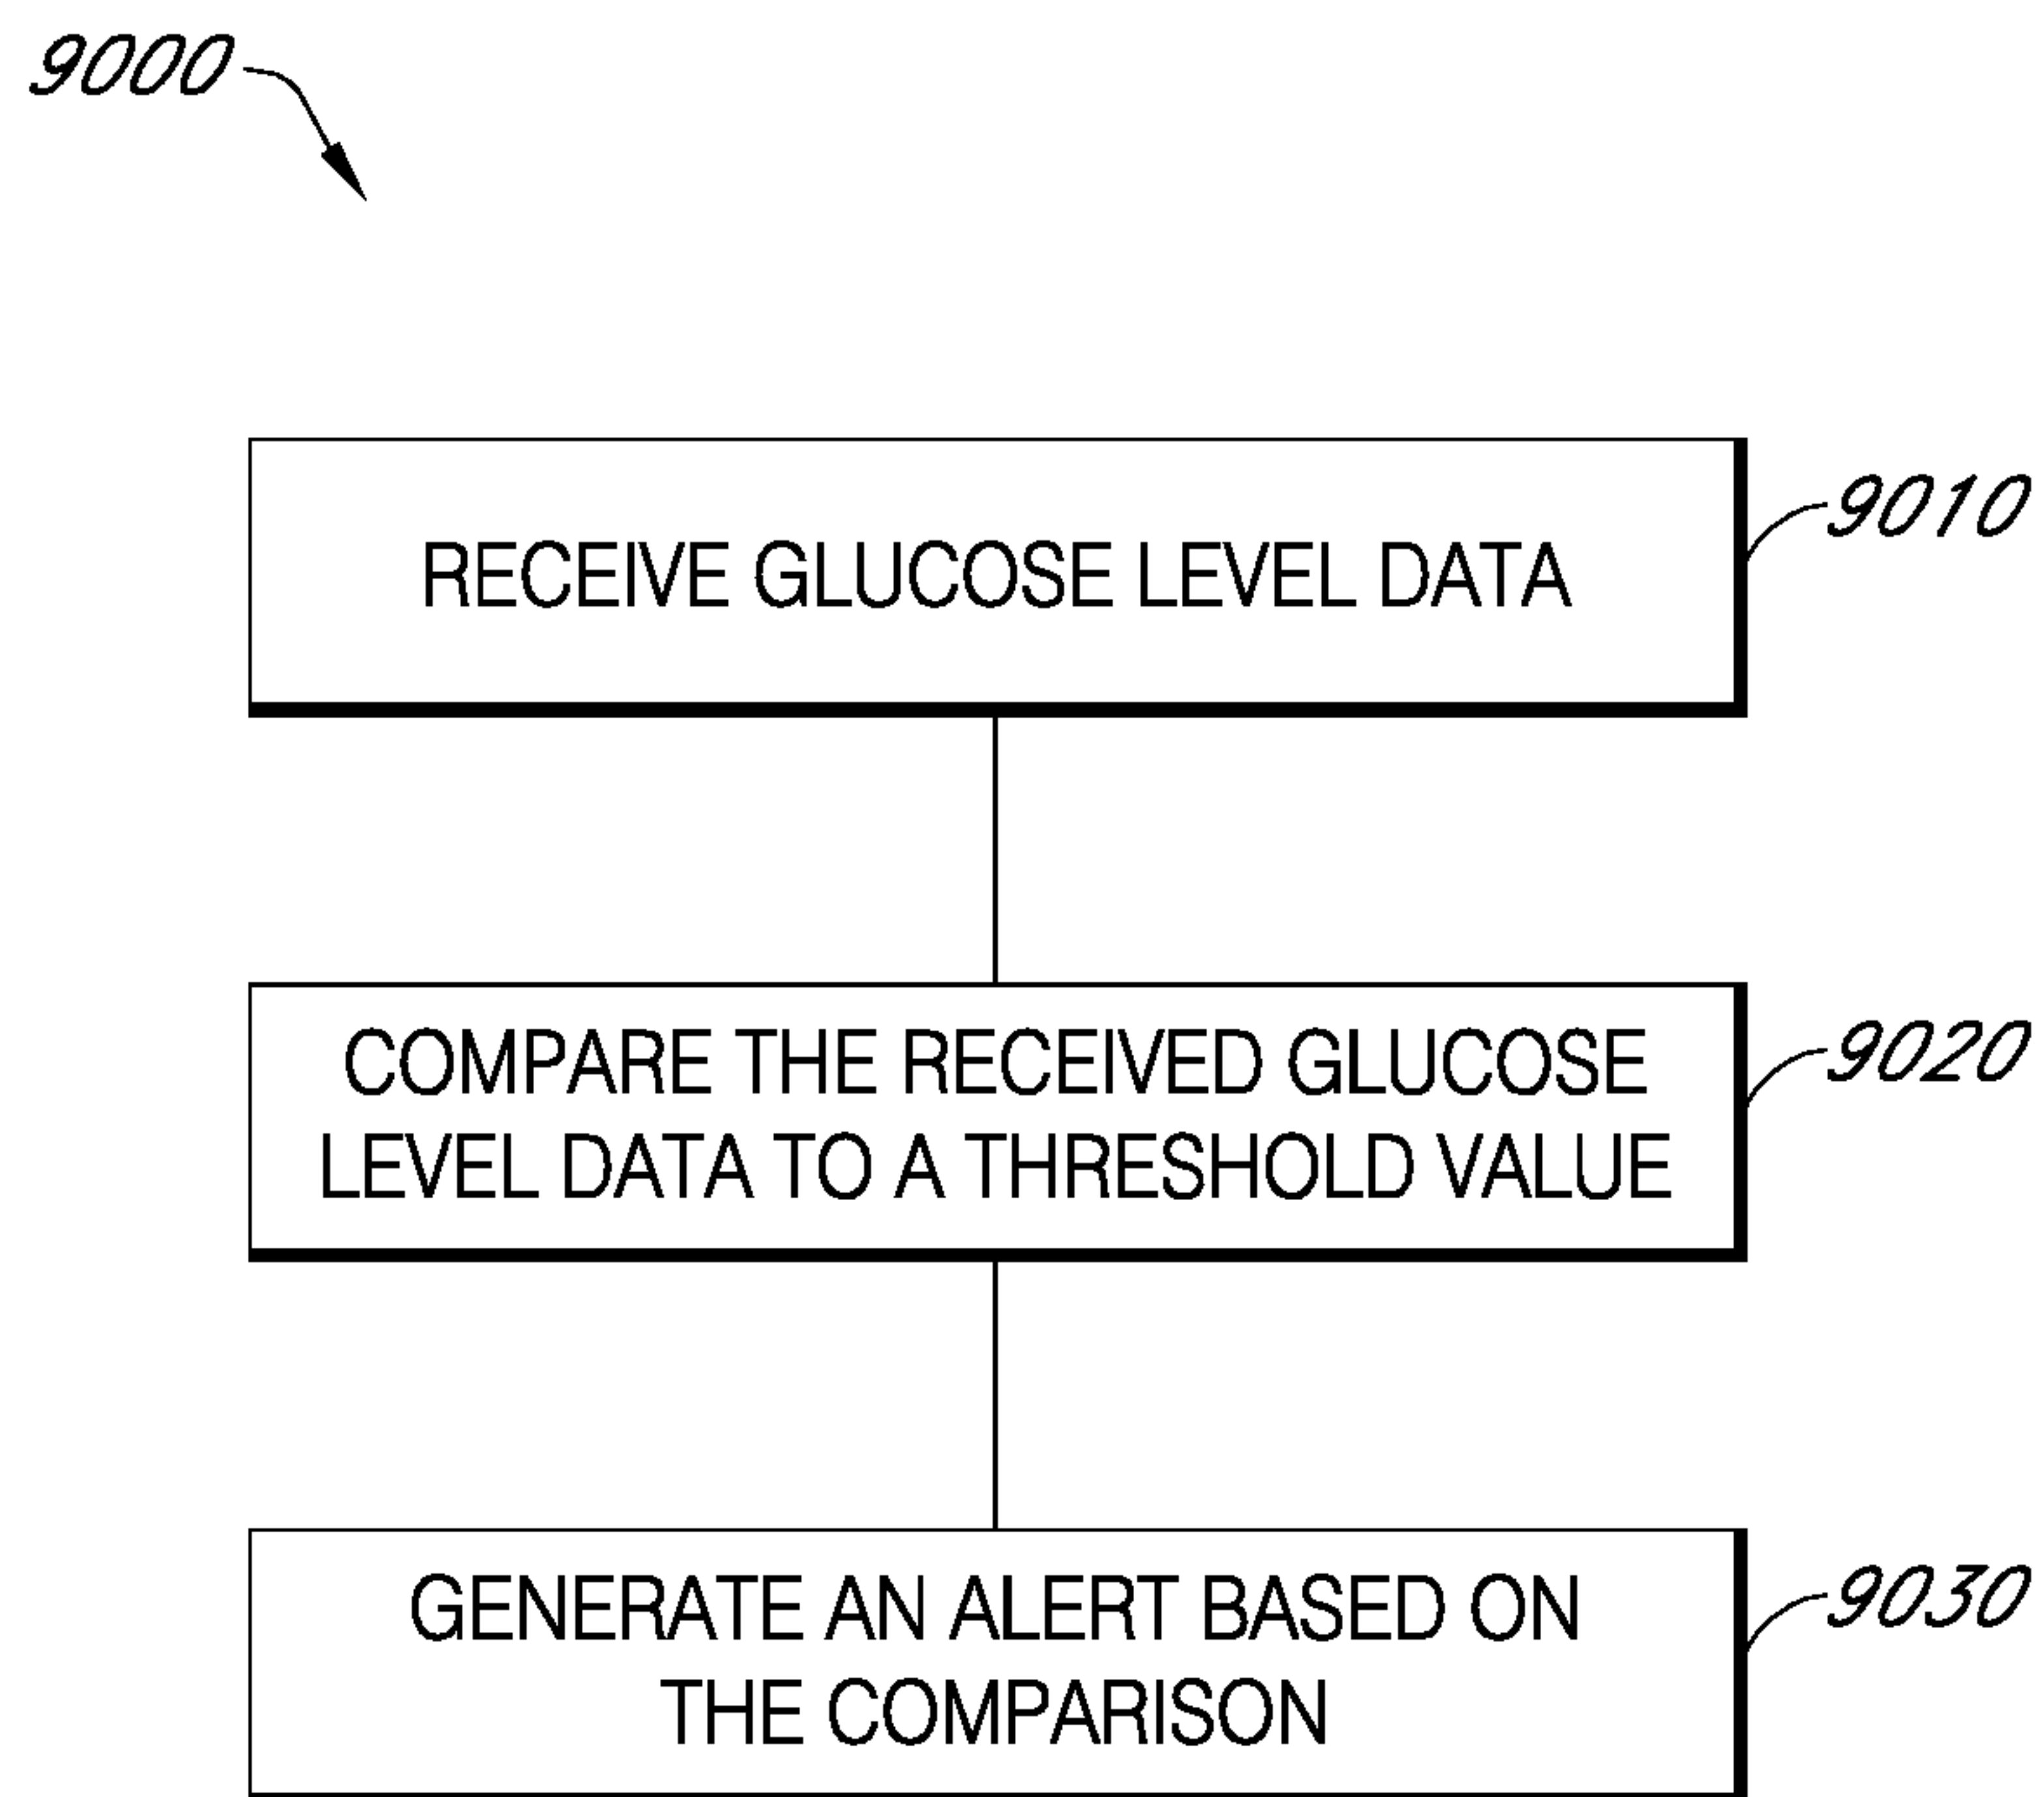 9000
RECEIVE GLUCOSE LEVEL DATA
9010
COMPARE THE RECEIVED GLUCOSE
LEVEL DATA TO A THRESHOLD VALUE
9020
GENERATE AN ALERT BASED ON
THE COMPARISON
9030